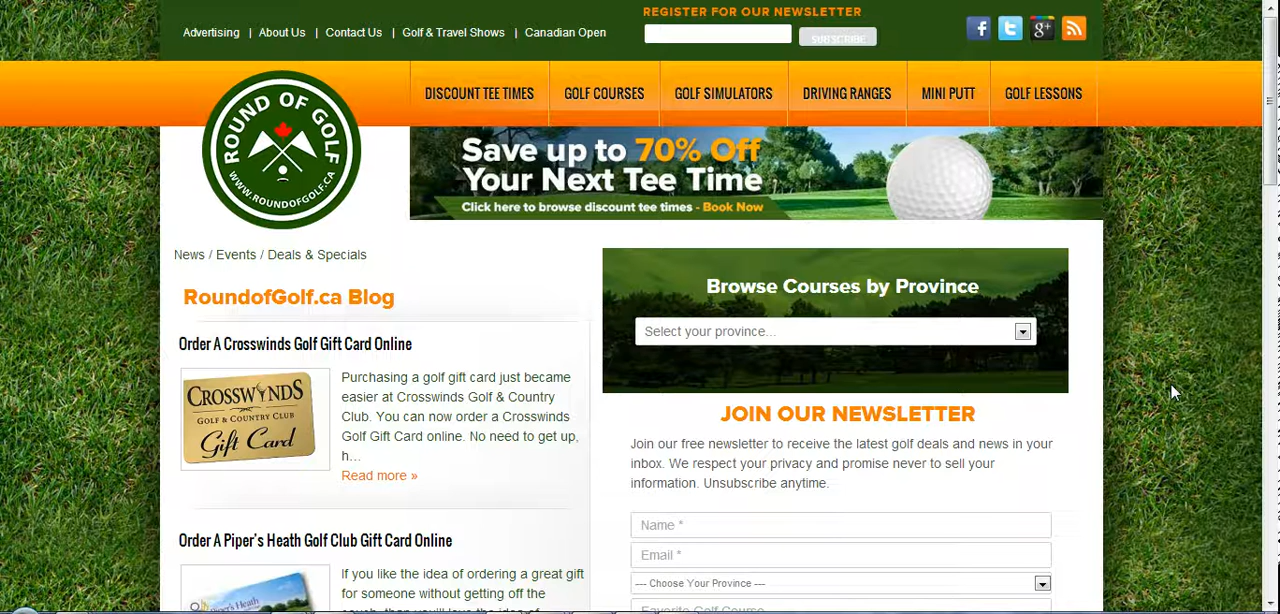 REGISTER FOR OUR NEWSLETTER
Advertising | About Us | Contact Us | Golf & Travel Shows | Canadian Open
SUBSCRIBE
DISCOUNT TEE TIMES GOLF COURSES GOLF SIMULATORS DRIVING RANGES MINI PUTT GOLF LESSONS
ROUND OF GOLF
WWW.ROUNDOFGOLF.CA
Save up to 70% Off
Your Next Tee Time
Click here to browse discount tee times - Book Now
News / Events / Deals & Specials
RoundofGolf.ca Blog
Order A Crosswinds Golf Gift Card Online
CROSSWINDS
GOLF & COUNTRY CLUB
Gift Card
Purchasing a golf gift card just became
easier at Crosswinds Golf & Country
Club. You can now order a Crosswinds
Golf Gift Card online. No need to get up,
h...
Read more »
Order A Piper's Heath Golf Club Gift Card Online
Piper's Heath
If you like the idea of ordering a great gift
for someone without getting off the
Browse Courses by Province
Select your province...
JOIN OUR NEWSLETTER
Join our free newsletter to receive the latest golf deals and news in your
inbox. We respect your privacy and promise never to sell your
information. Unsubscribe anytime.
Name *
Email *
--- Choose Your Province ---
Favorite Golf Course